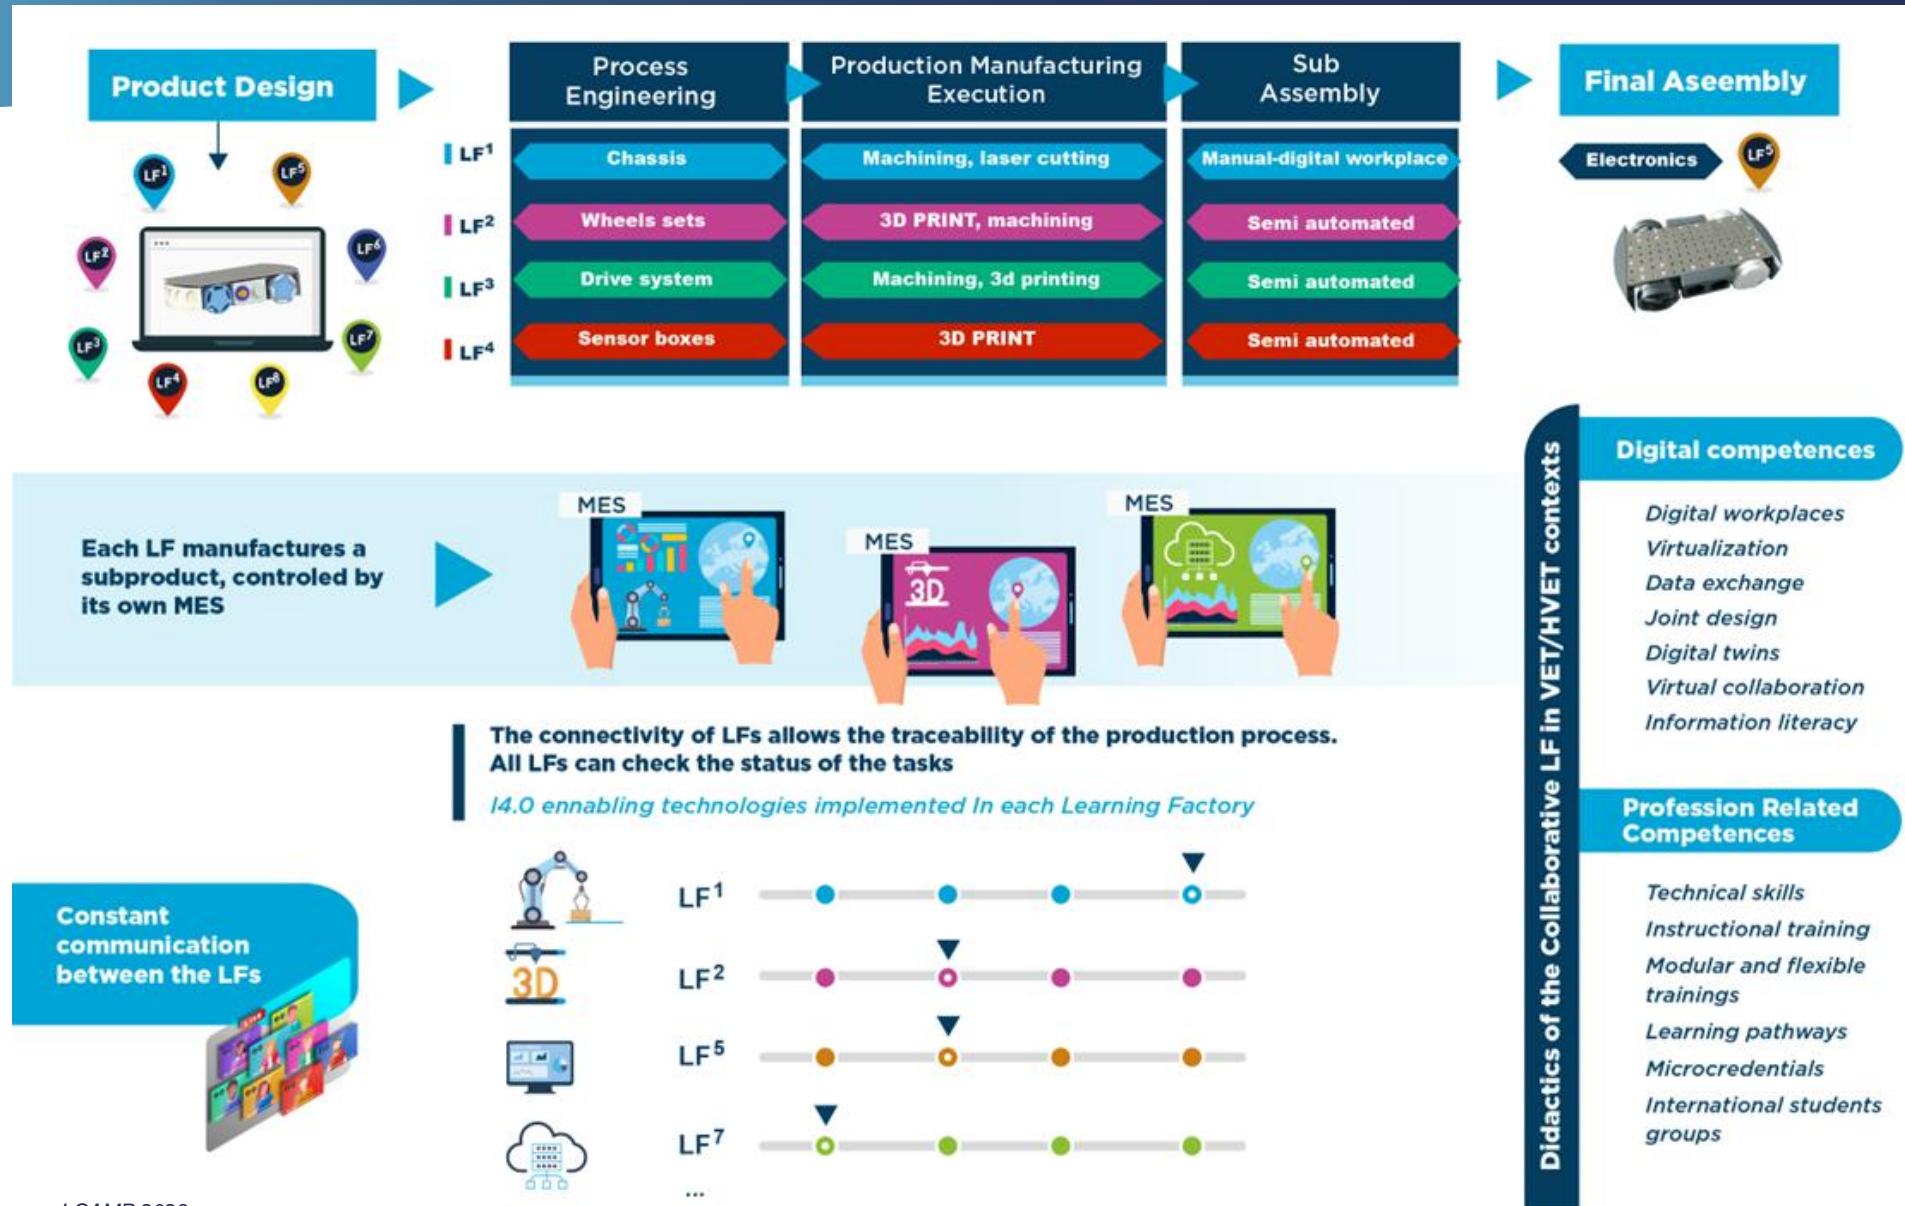 Product Design
Process
Engineering
Production Manufacturing
Execution
Sub
Assembly
Final Aseembly
LF1
LF5
LF2
LF6
LF3
LF7
LF4
LF8
LF1
Chassis
Machining, laser cutting
Manual-digital workplace
LF2
Wheels sets
3D PRINT, machining
Semi automated
LF3
Drive system
Machining, 3d printing
Semi automated
LF4
Sensor boxes
3D PRINT
Semi automated
Electronics
LF5
Each LF manufactures a
subproduct, controled by
its own MES
MES
MES
3D
MES
The connectivity of LFs allows the traceability of the production process.
All LFs can check the status of the tasks
I4.0 ennabling technologies implemented In each Learning Factory
Constant
communication
between the LFs
LIVE
LF1
3D
LF2
LF5
LF7
...
Didactics of the Collaborative LF in VET/HVET contexts
Digital competences
Digital workplaces
Virtualization
Data exchange
Joint design
Digital twins
Virtual collaboration
Information literacy
Profession Related
Competences
Technical skills
Instructional training
Modular and flexible
trainings
Learning pathways
Microcredentials
International students
groups